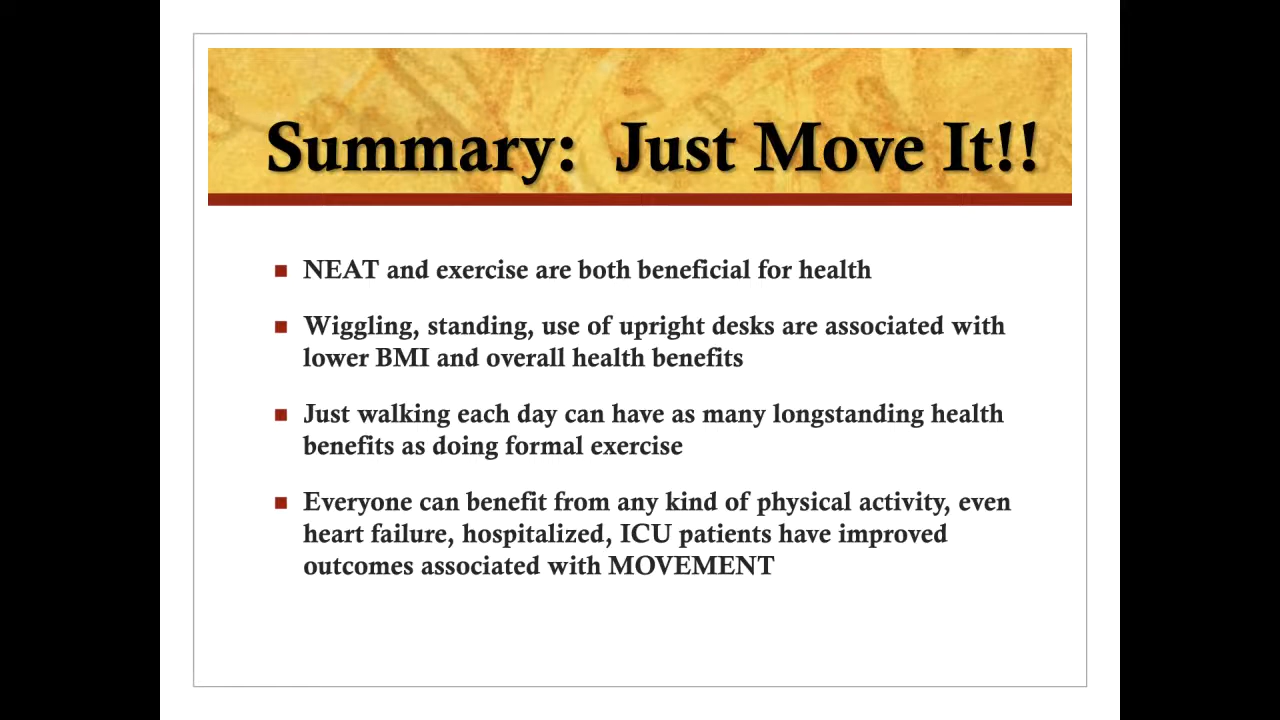 Summary: Just Move It!!
NEAT and exercise are both beneficial for health
Wiggling, standing, use of upright desks are associated with
lower BMI and overall health benefits
Just walking each day can have as many longstanding health
benefits as doing formal exercise
Everyone can benefit from any kind of physical activity, even
heart failure, hospitalized, ICU patients have improved
outcomes associated with MOVEMENT